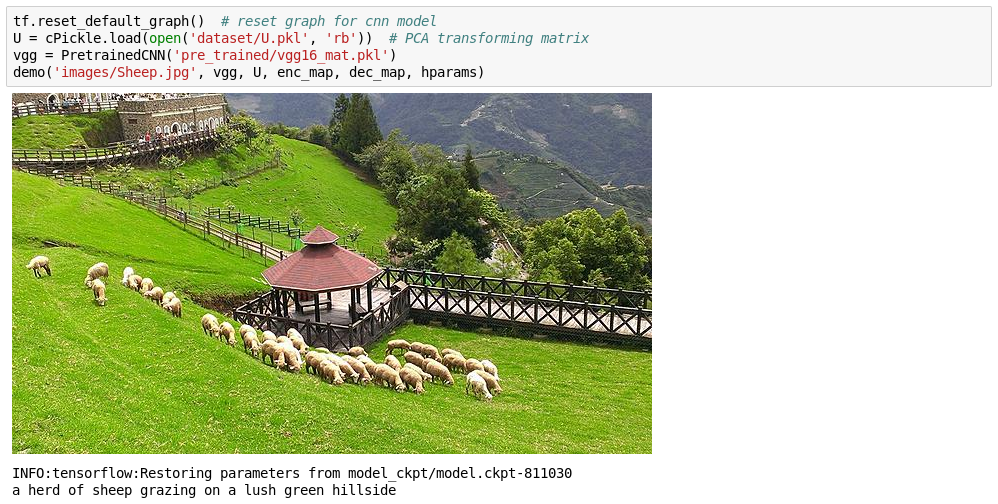 tf.reset_default_graph()  # reset graph for cnn model
U = cPickle.load(open('dataset/U.pkl', 'rb'))  # PCA transforming matrix
vgg = PretrainedCNN('pre_trained/vgg16_mat.pkl')
demo('images/Sheep.jpg', vgg, U, enc_map, dec_map, hparams)
INFO:tensorflow:Restoring parameters from model_ckpt/model.ckpt-811030
a herd of sheep grazing on a lush green hillside